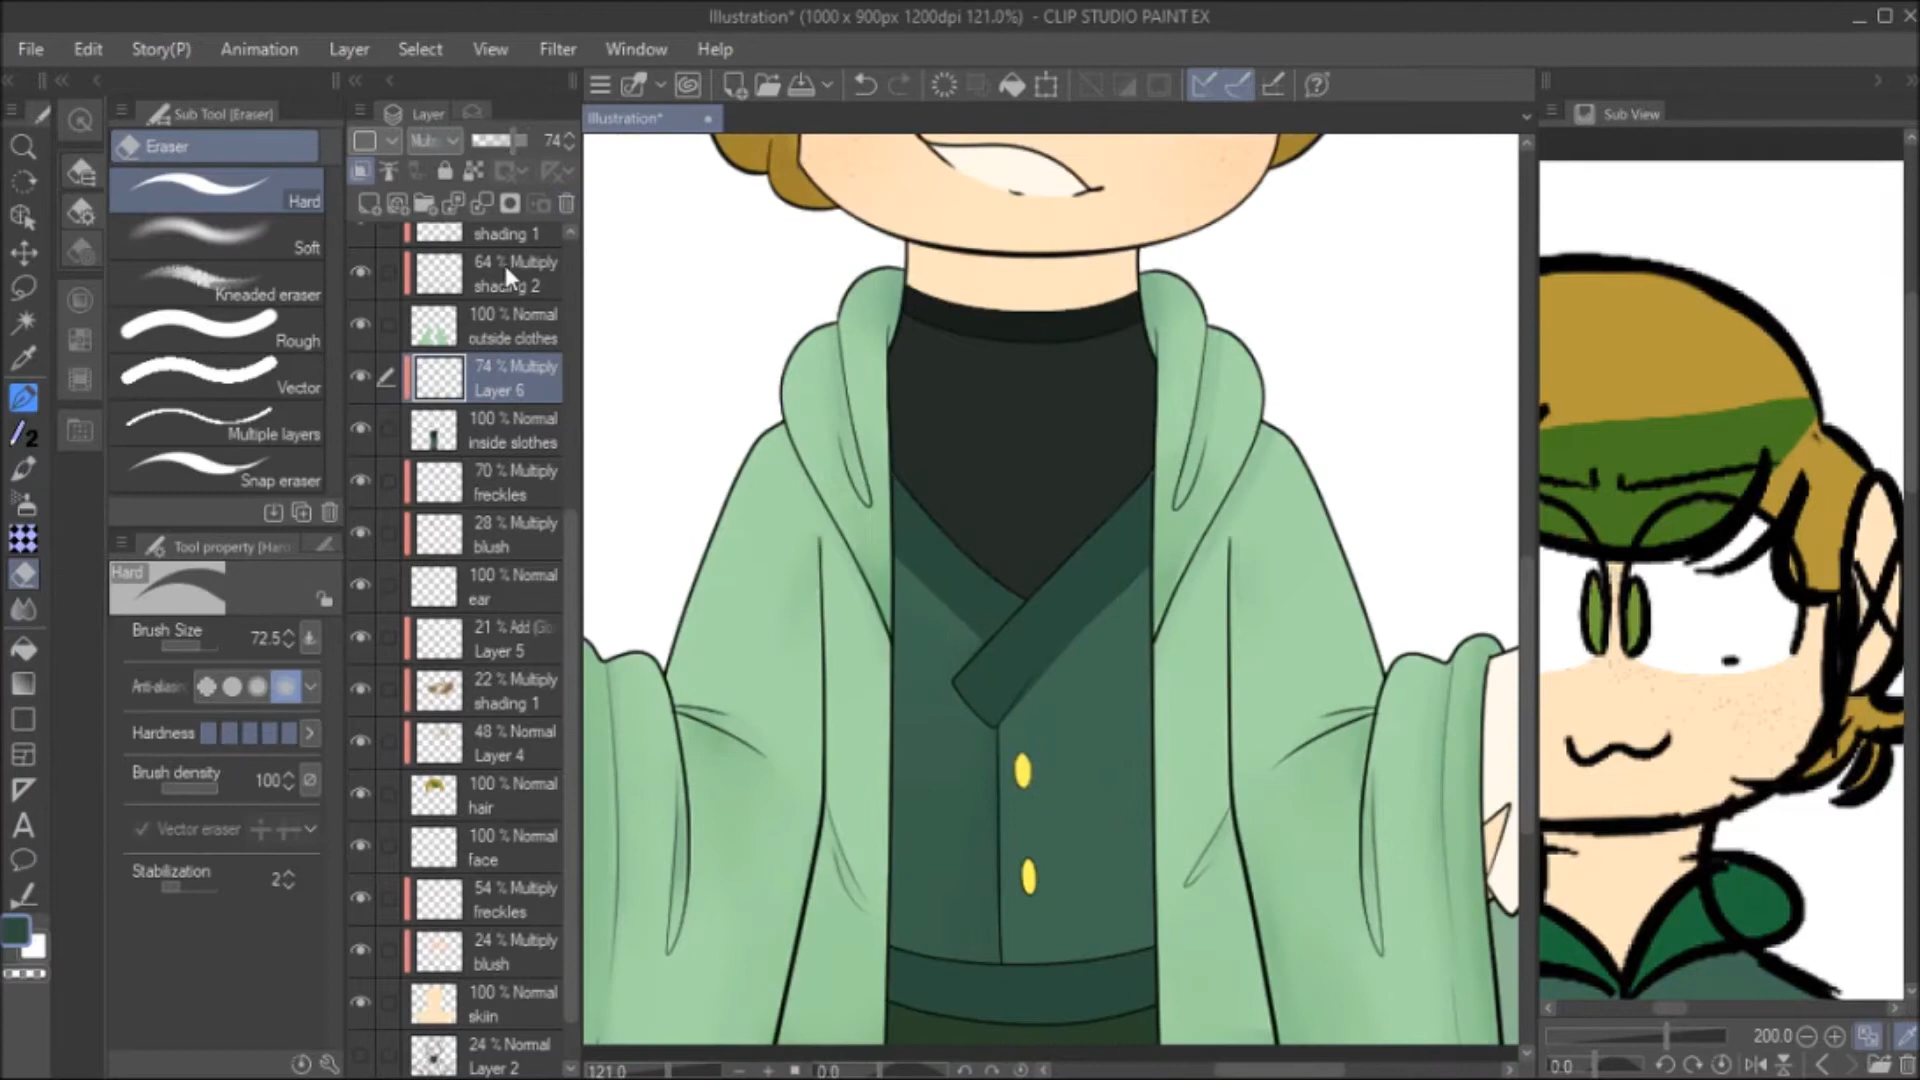 Illustration* (1000 x 900px 1200dpi 121.0%) - CLIP STUDIO PAINT EX
File Edit Story(P) Animation Layer Select View Filter Window Help
Sub Tool [Eraser]
Eraser
Hard
Soft
Kneaded eraser
Rough
Vector
Multiple layers
Snap eraser
Tool property [Hard
Hard
Brush Size 72.5
Anti-aliasing
Hardness
Brush density 100
Vector eraser
Stabilization 2
Layer
74
shading 1
64 % Multiply
shading 2
100 % Normal
outside clothes
74 % Multiply
Layer 6
100 % Normal
inside slothes
70 % Multiply
freckles
28 % Multiply
blush
100 % Normal
ear
21 % Add (Glo
Layer 5
22 % Multiply
shading 1
48 % Normal
Layer 4
100 % Normal
hair
100 % Normal
face
54 % Multiply
freckles
24 % Multiply
blush
100 % Normal
skiin
24 % Normal
Layer 2
Illustration*
121.0
0.0
Sub View
200.0
0.0